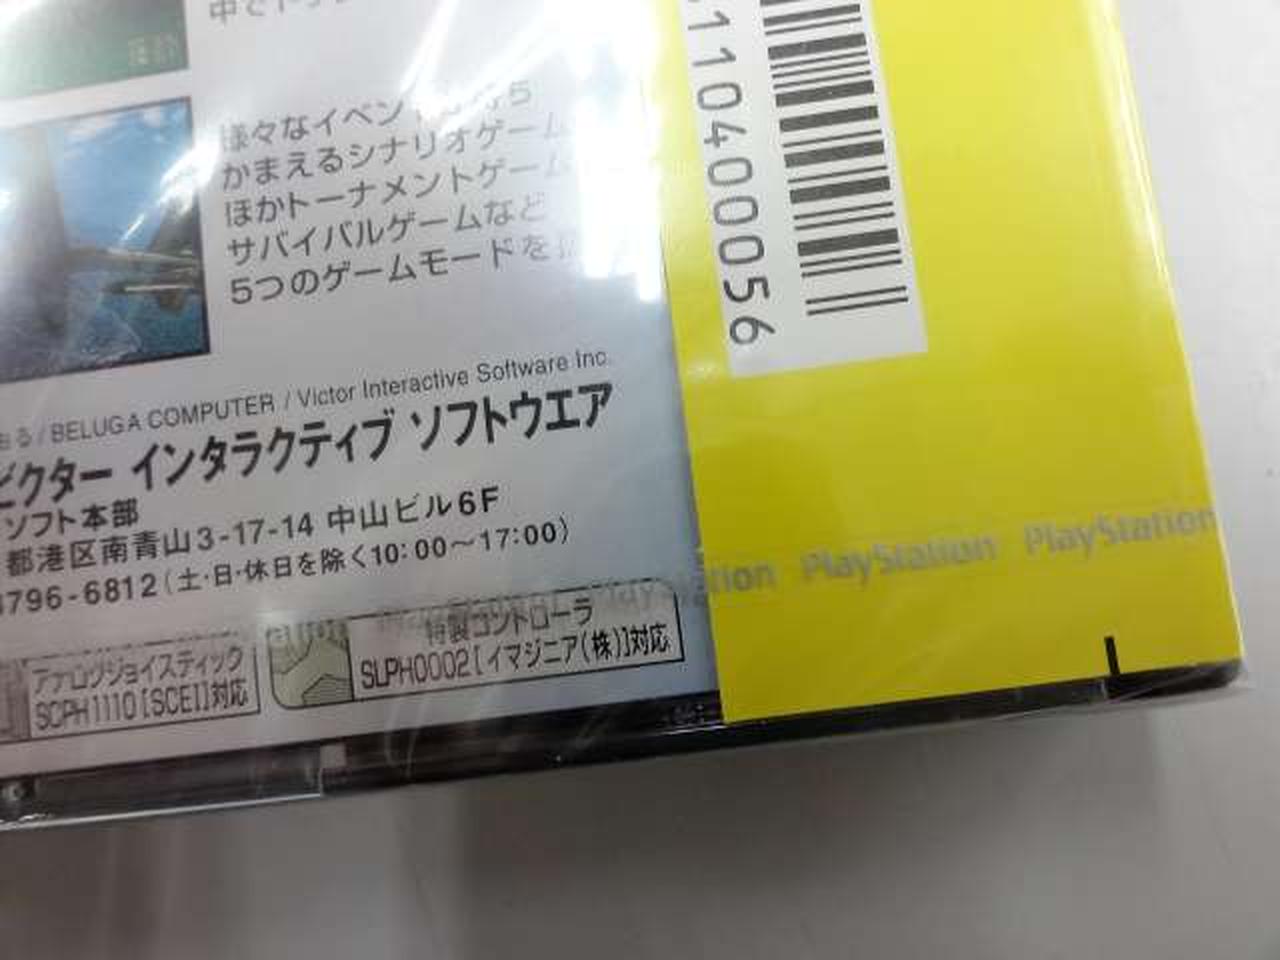 様々なイベン
かまえるシナリオゲーム
ほかトーナメントゲーム
サバイバルゲームなど
5つのゲームモードを
/ BELUGA COMPUTER / Victor Interactive Software Inc.
ビクター インタラクティブ ソフトウエア
ソフト本部
都港区南青山3-17-14 中山ビル6F
3796-6812(土・日・休日を除く10:00〜17:00)
アナログジョイスティック
SCPH1110[SCEI]対応
特製コントローラ
SLPH0002[イマジニア(株)]対応
110400056
PlayStation PlayStation